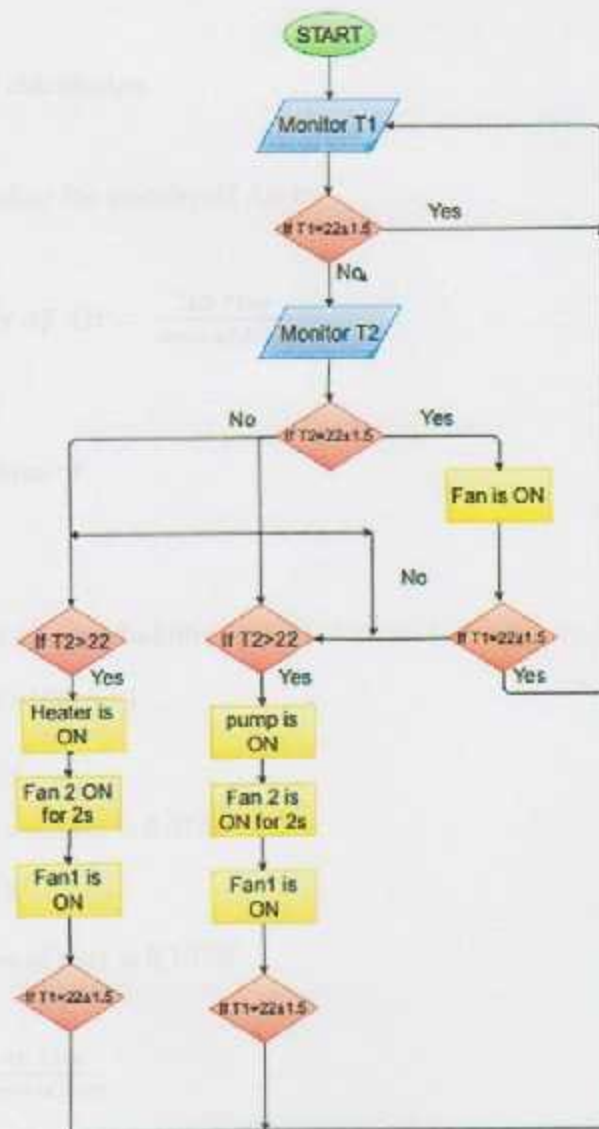 START
Monitor T1
If T1=22±1.5
Yes
No
Monitor T2
If T2=22±1.5
No
Yes
Fan is ON
No
If T2>22
If T2>22
If T1=22±1.5
Yes
Yes
Yes
Heater is
ON
pump is
ON
Fan 2 ON
for 2s
Fan 2 is
ON for 2s
Fan1 is
ON
Fan1 is
ON
If T1=22±1.5
If T1=22±1.5